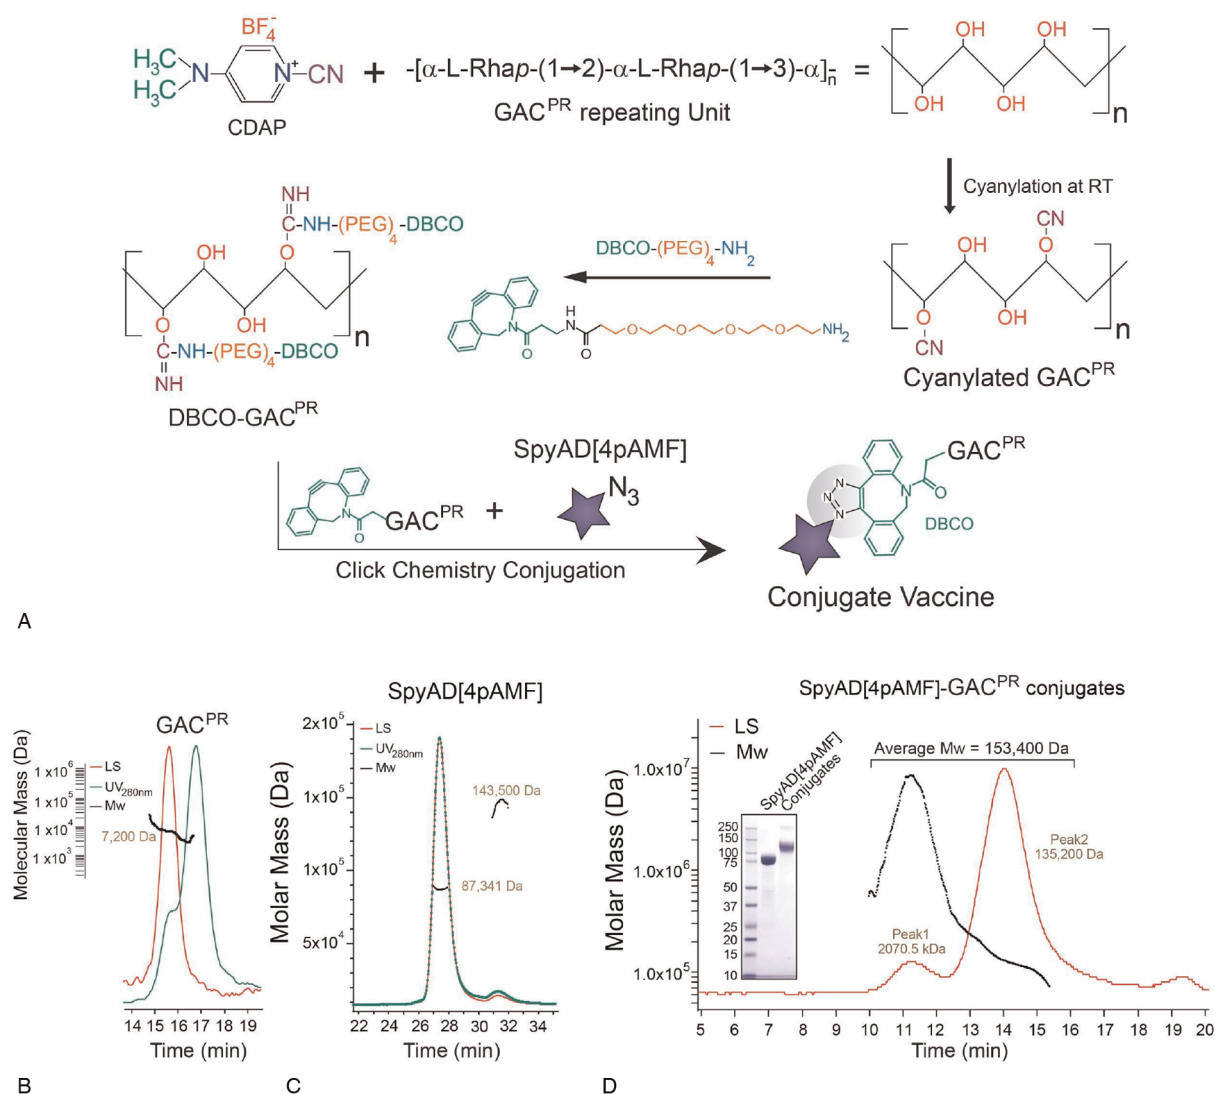 BF4-
H3C
H3C
N
N+
CN
CDAP
+
-[α-L-Rhap-(1→2)-α-L-Rhap-(1→3)-α]n-
=
GACPR repeating Unit
OH OH
OH OH
n
Cyanylation at RT
NH
C-NH-(PEG)4-DBCO
OH O
O OH
n
C-NH-(PEG)4-DBCO
NH
DBCO-GACPR
DBCO-(PEG)4-NH2
N O H N O O O O O NH2
CN
OH O
O OH
CN
n
Cyanylated GACPR
SpyAD[4pAMF]
N O GACPR
+
N3
Click Chemistry Conjugation
N N N N O
GACPR
DBCO
Conjugate Vaccine
A
GACPR
LS
UV280nm
Mw
7,200 Da
Molecular Mass (Da)
1 x10^6
1 x10^5
1 x10^4
1 x10^3
14 15 16 17 18 19
Time (min)
B
SpyAD[4pAMF]
LS
UV280nm
Mw
143,500 Da
87,341 Da
Molar Mass (Da)
2x10^5
1x10^5
1x10^5
5x10^4
22 24 26 28 30 32 34
Time (min)
C
SpyAD[4pAMF]-GACPR conjugates
LS
Mw
Average Mw = 153,400 Da
SpyAD[4pAMF]
Conjugates
250
150
100
75
50
37
25
20
15
10
Peak1
2070.5 kDa
Peak2
135,200 Da
Molar Mass (Da)
1.0x10^7
1.0x10^6
1.0x10^5
5 6 7 8 9 10 11 12 13 14 15 16 17 18 19 20
Time (min)
D